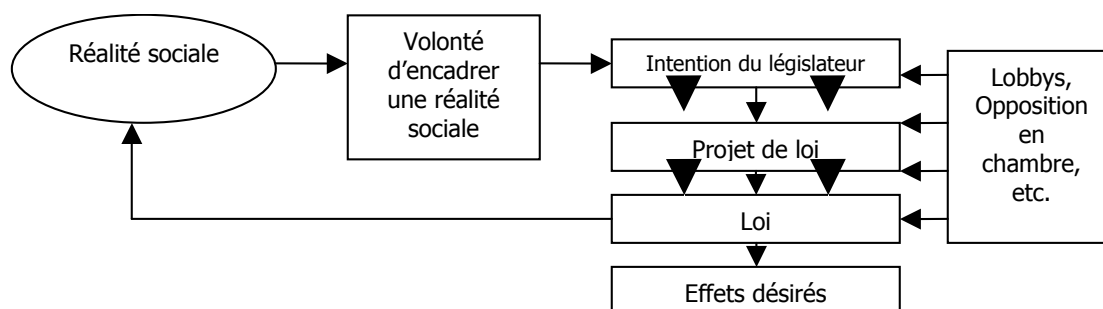 Réalité sociale
Volonté
d’encadrer
une réalité
sociale
Intention du législateur
Projet de loi
Loi
Effets désirés
Lobbys,
Opposition
en
chambre,
etc.